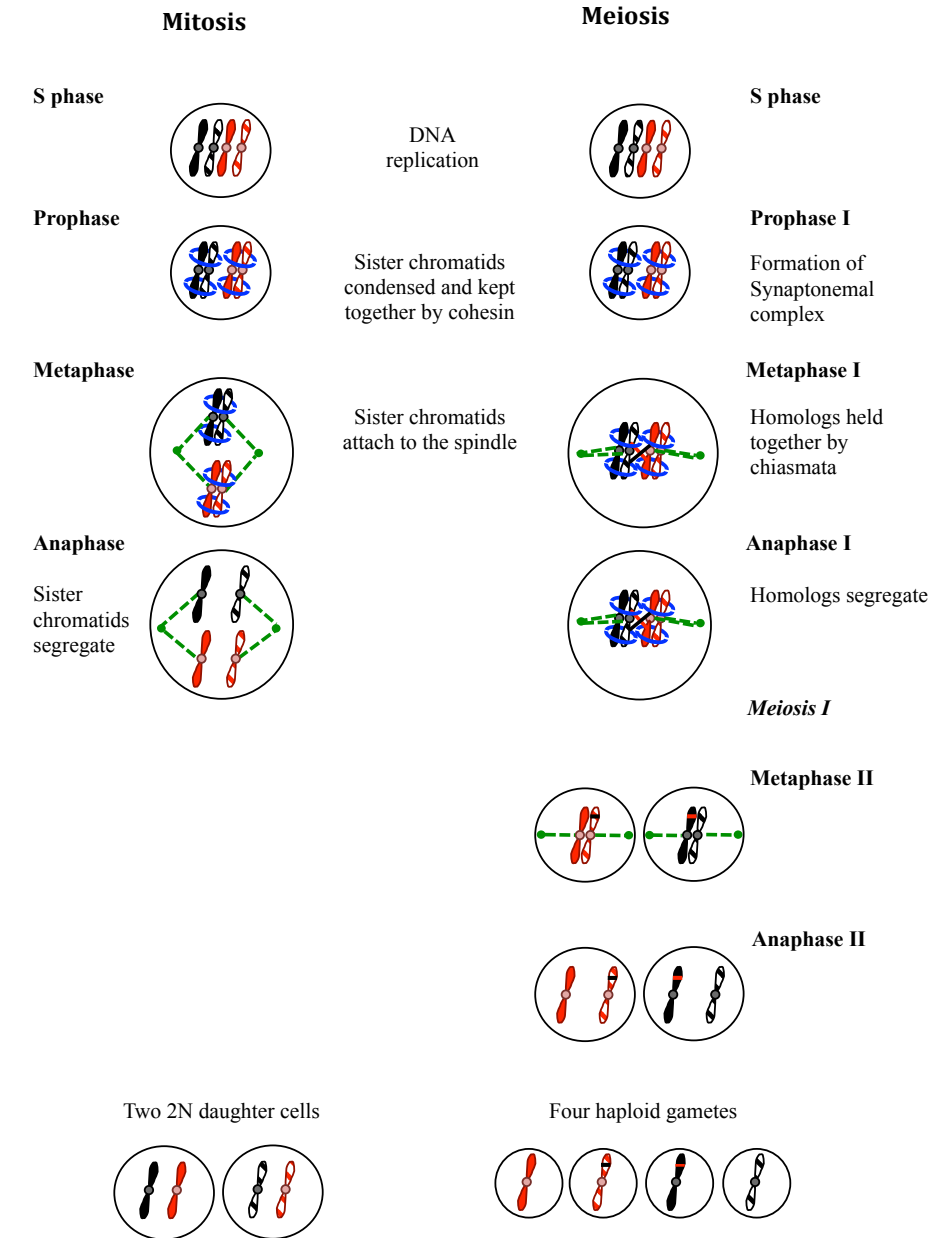 Mitosis
Meiosis
S phase
DNA
replication
S phase
Prophase
Sister chromatids
condensed and kept
together by cohesin
Prophase I
Formation of
Synaptonemal
complex
Metaphase
Sister chromatids
attach to the spindle
Metaphase I
Homologs held
together by
chiasmata
Anaphase
Sister
chromatids
segregate
Anaphase I
Homologs segregate
Meiosis I
Metaphase II
Anaphase II
Two 2N daughter cells
Four haploid gametes